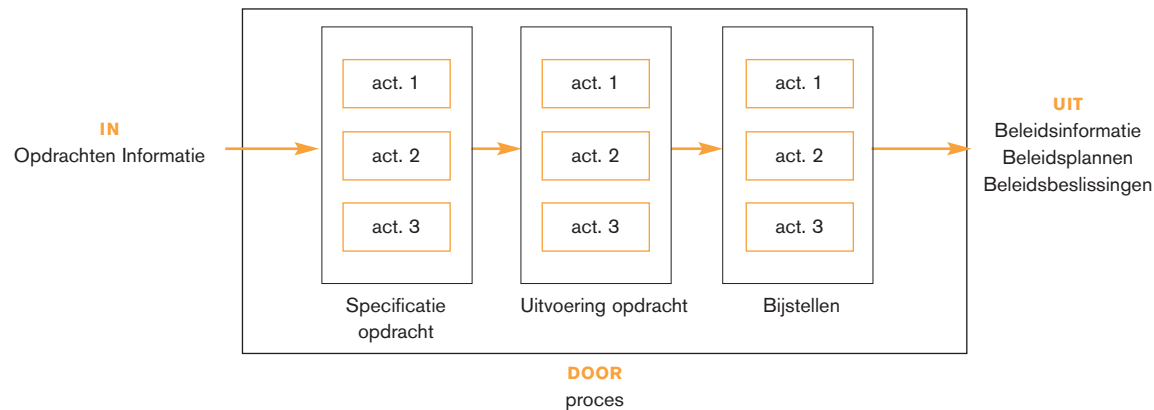 IN
Opdrachten Informatie
act. 1
act. 2
act. 3
Specificatie
opdracht
act. 1
act. 2
act. 3
Uitvoering opdracht
act. 1
act. 2
act. 3
Bijstellen
UIT
Beleidsinformatie
Beleidsplannen
Beleidsbeslissingen
DOOR
proces